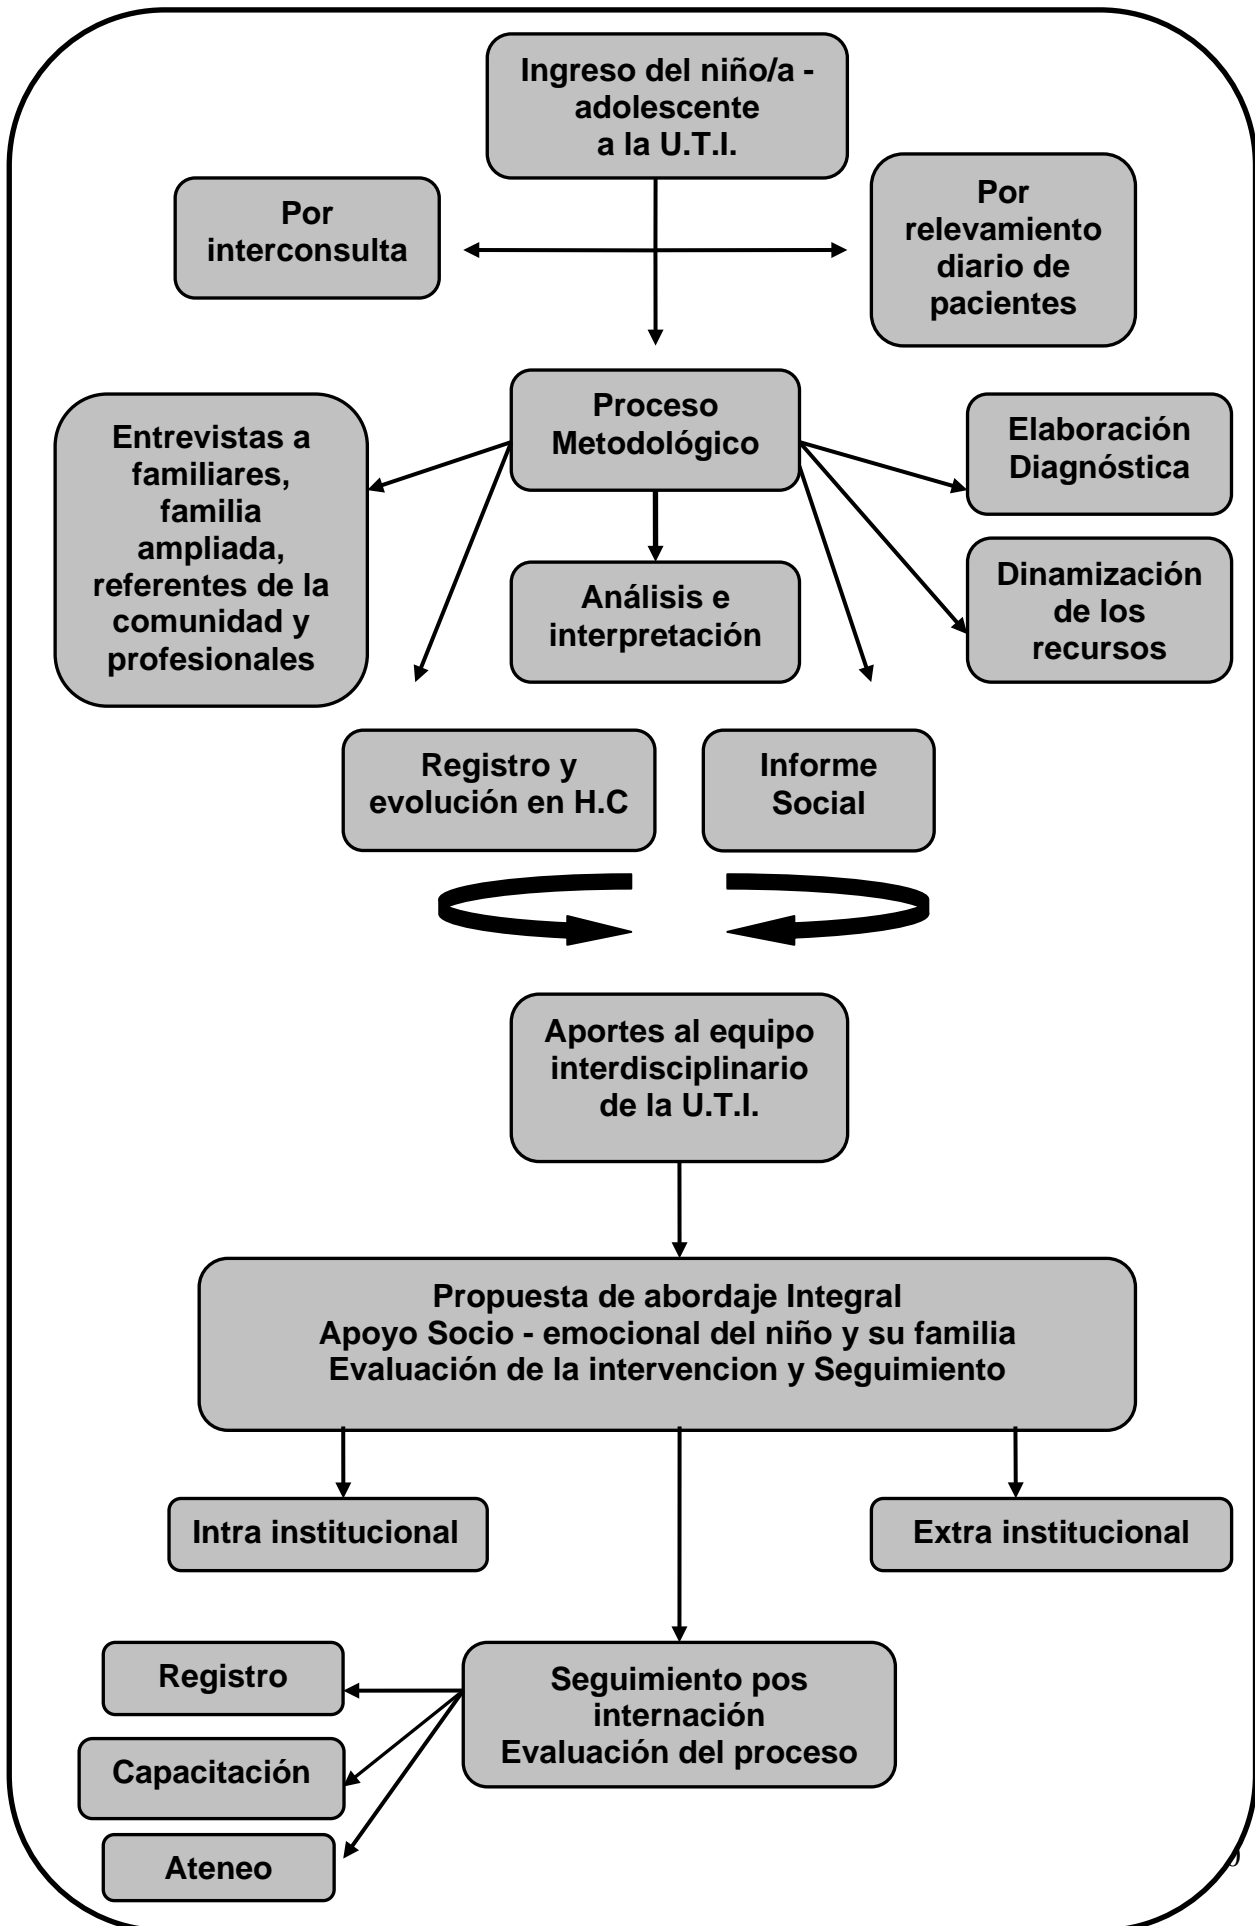 Ingreso del niño/a -
adolescente
a la U.T.I.
Por
interconsulta
Por
relevamiento
diario de
pacientes
Proceso
Metodológico
Entrevistas a
familiares,
familia
ampliada,
referentes de la
comunidad y
profesionales
Elaboración
Diagnóstica
Análisis e
interpretación
Dinamización
de los
recursos
Registro y
evolución en H.C
Informe
Social
Aportes al equipo
interdisciplinario
de la U.T.I.
Propuesta de abordaje Integral
Apoyo Socio - emocional del niño y su familia
Evaluación de la intervencion y Seguimiento
Intra institucional
Extra institucional
Seguimiento pos
internación
Evaluación del proceso
Registro
Capacitación
Ateneo